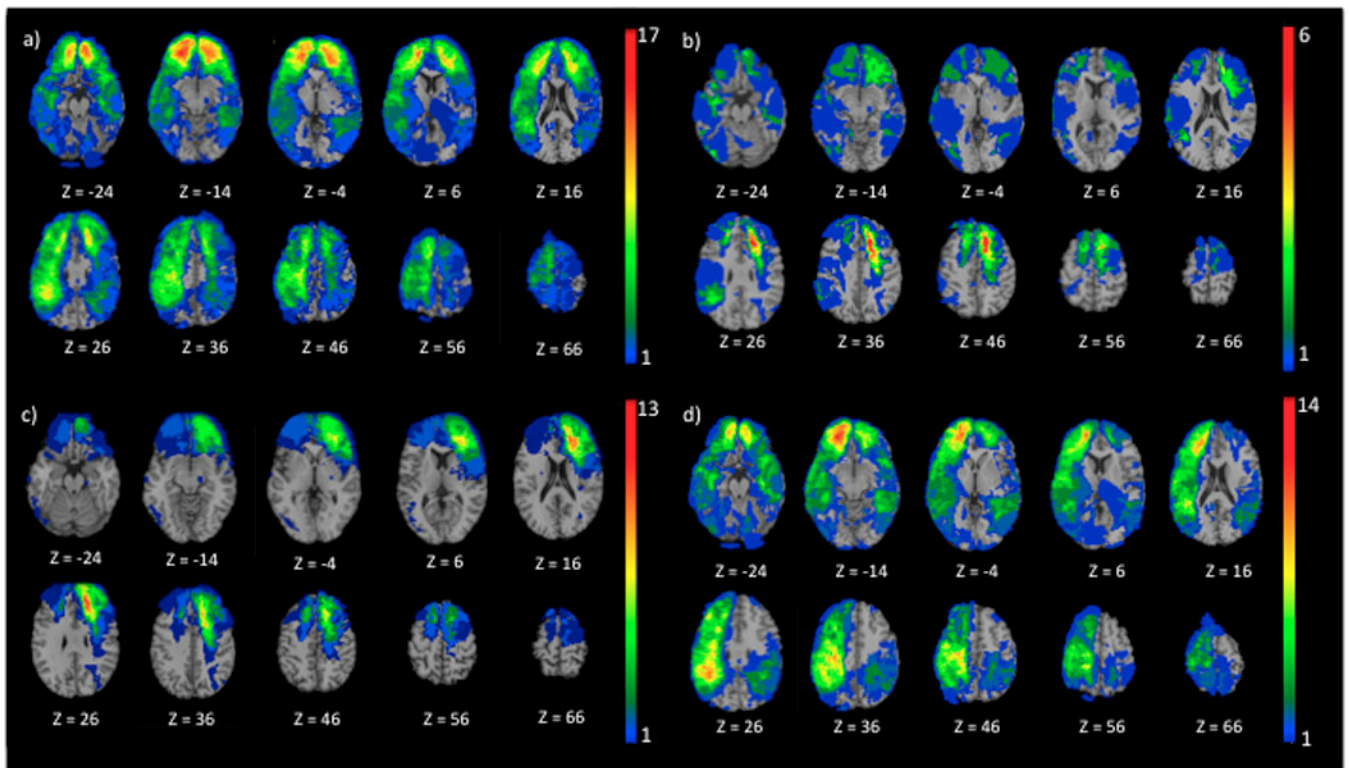 a)
17
Z = -24 Z = -14 Z = -4 Z = 6 Z = 16
Z = 26 Z = 36 Z = 46 Z = 56 Z = 66
1
b)
6
Z = -24 Z = -14 Z = -4 Z = 6 Z = 16
Z = 26 Z = 36 Z = 46 Z = 56 Z = 66
1
c)
13
Z = -24 Z = -14 Z = -4 Z = 6 Z = 16
Z = 26 Z = 36 Z = 46 Z = 56 Z = 66
1
d)
14
Z = -24 Z = -14 Z = -4 Z = 6 Z = 16
Z = 26 Z = 36 Z = 46 Z = 56 Z = 66
1